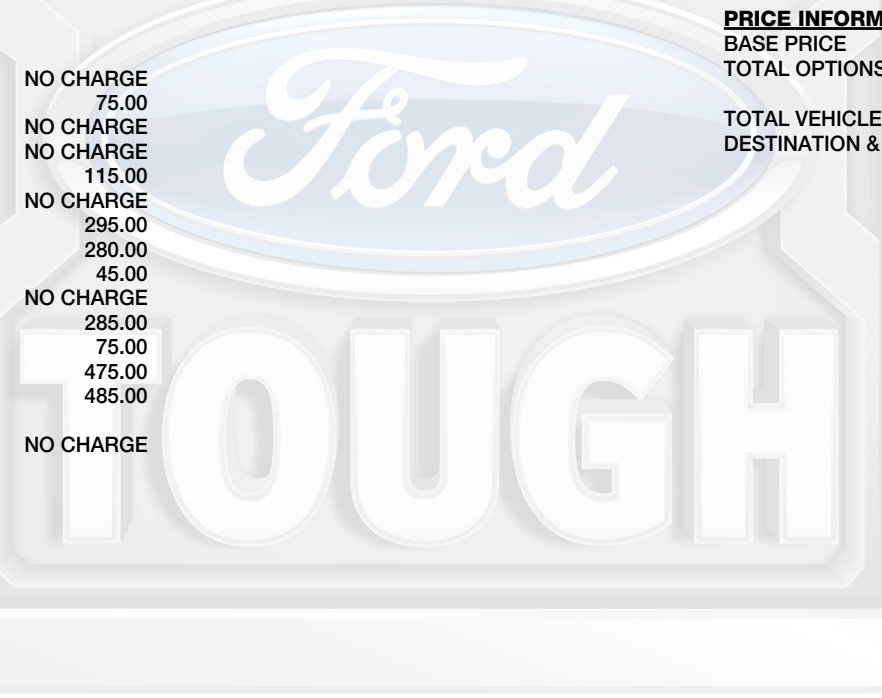 NO CHARGE
75.00
NO CHARGE
NO CHARGE
115.00
NO CHARGE
295.00
280.00
45.00
NO CHARGE
285.00
75.00
475.00
485.00
NO CHARGE
PRICE INFORM
BASE PRICE
TOTAL OPTIONS
TOTAL VEHICLE
DESTINATION &
Ford
TOUGH